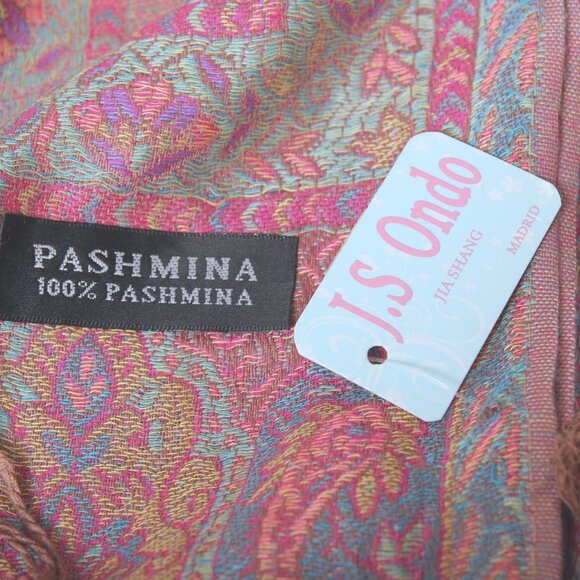 PASHMINA
100% PASHMINA
J.S Ondo
JIA SHANG
MADRID